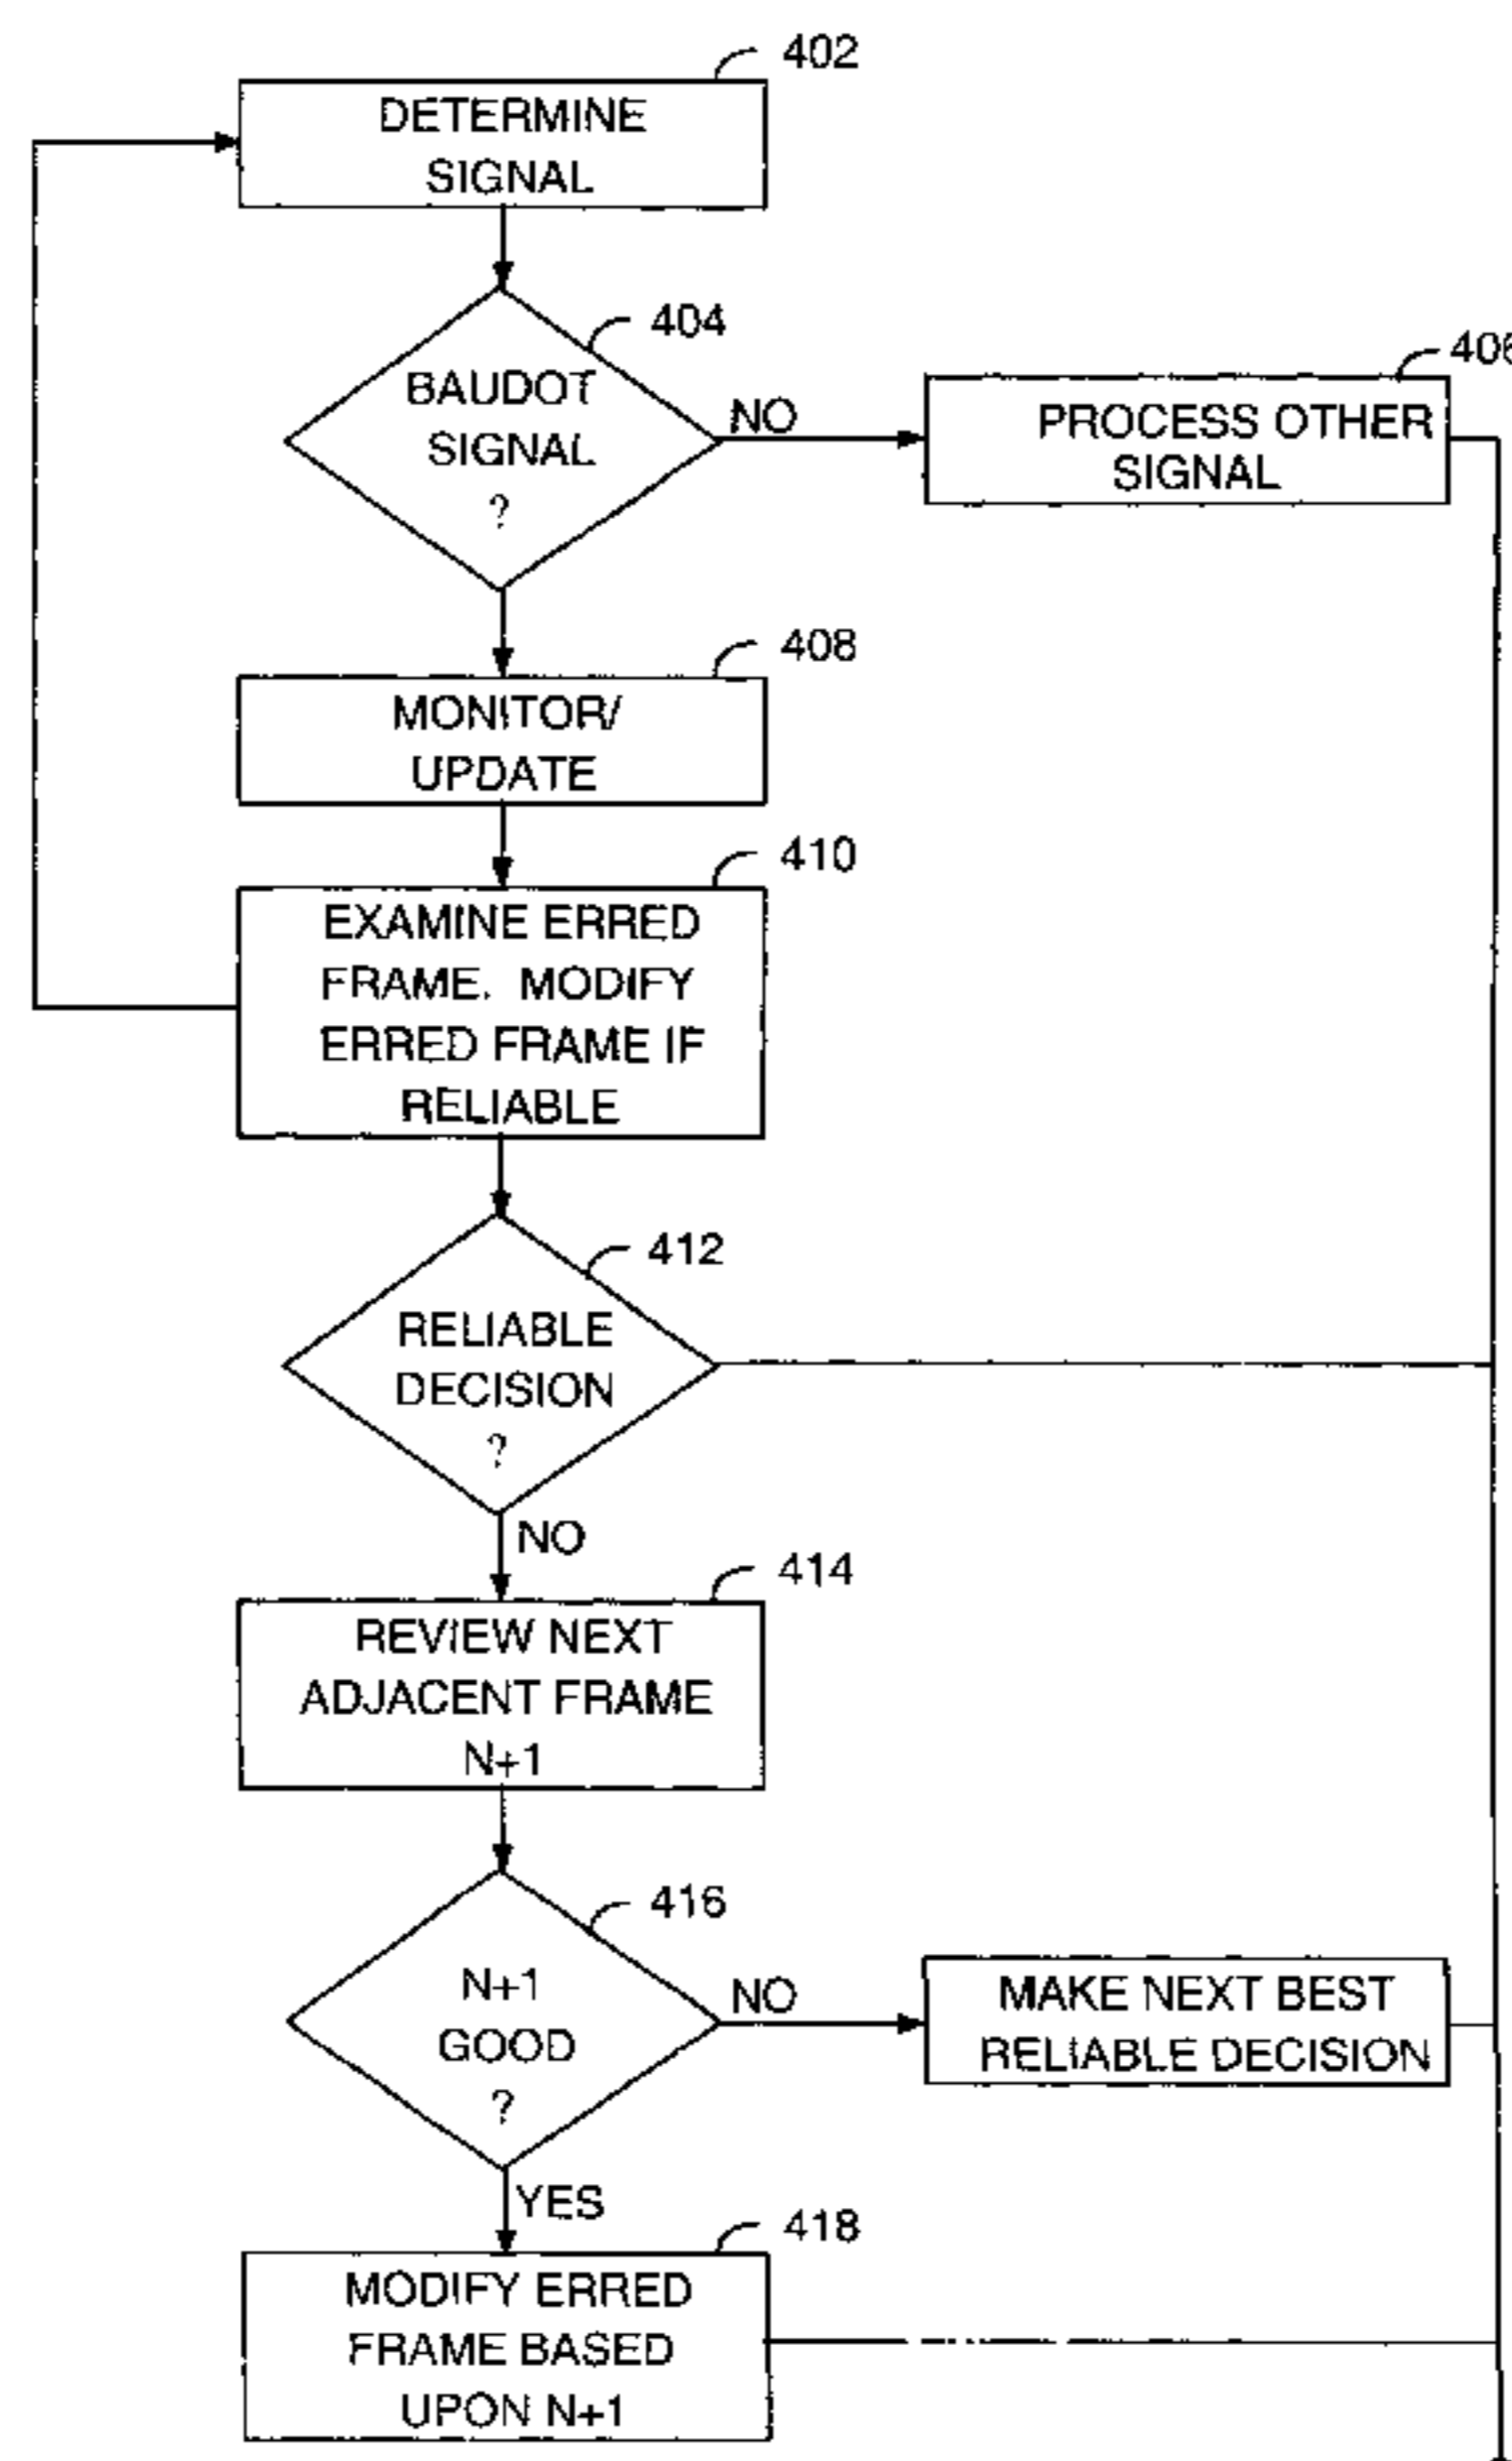 402
DETERMINE
SIGNAL
404
BAUDOT
SIGNAL
?
NO
406
PROCESS OTHER
SIGNAL
408
MONITOR/
UPDATE
410
EXAMINE ERRED
FRAME. MODIFY
ERRED FRAME IF
RELIABLE
412
RELIABLE
DECISION
?
NO
414
REVIEW NEXT
ADJACENT FRAME
N+1
416
N+1
GOOD
?
NO
MAKE NEXT BEST
RELIABLE DECISION
YES
418
MODIFY ERRED
FRAME BASED
UPON N+1